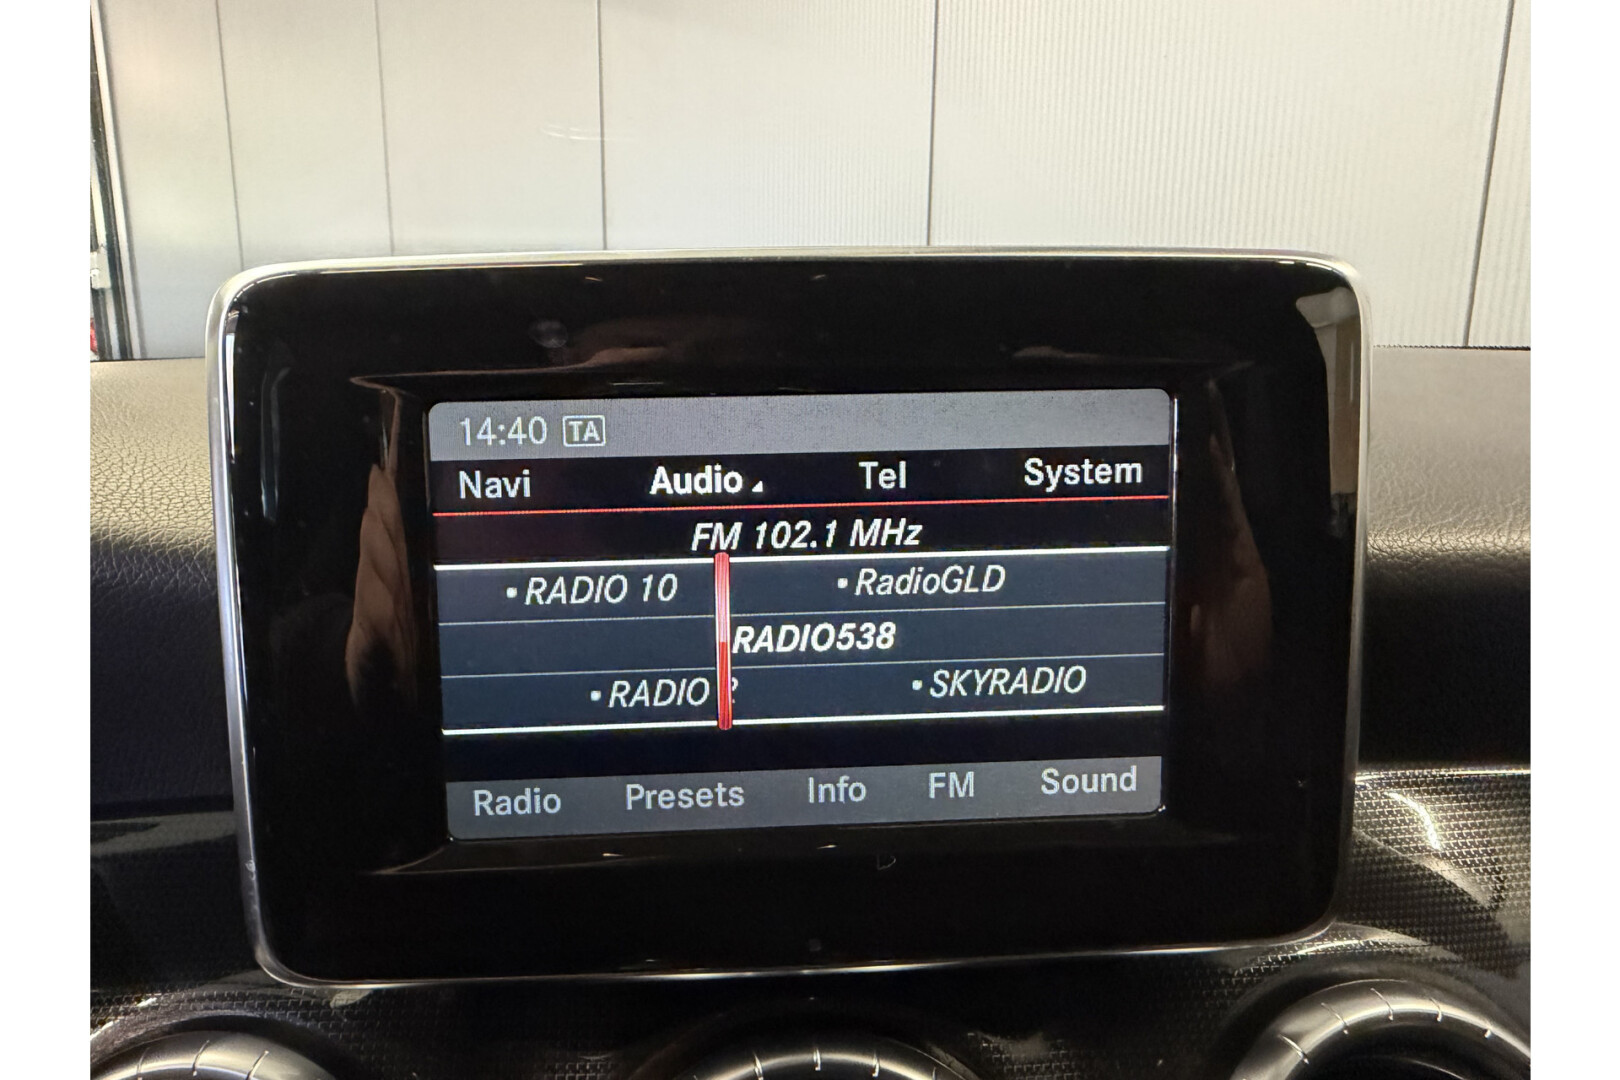 14:40 TA
Navi Audio Tel System
FM 102.1 MHz
• RADIO 10 • RadioGLD
RADIO538
• RADIO • SKYRADIO
Radio Presets Info FM Sound